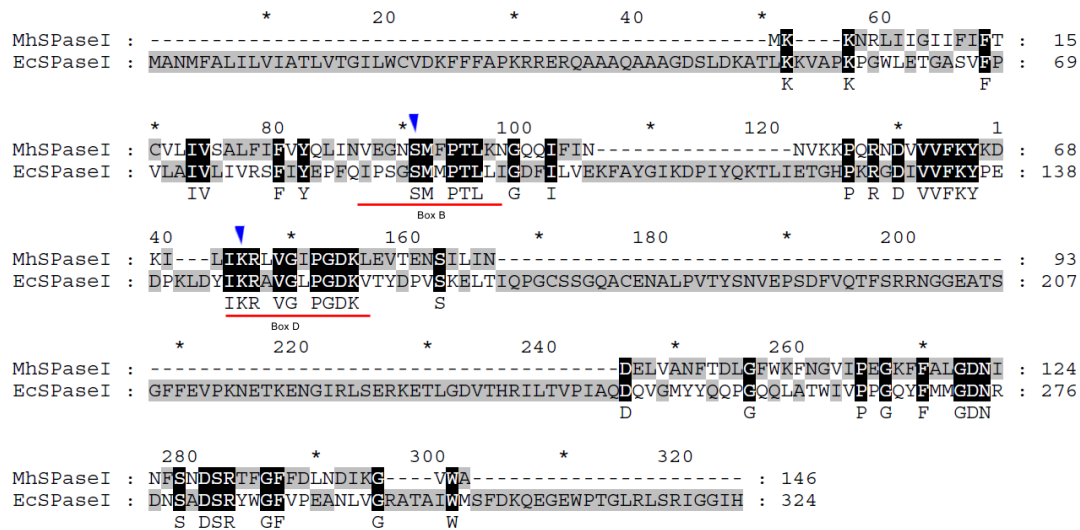 * 20 * 40 * 60
MhSPaseI : --------------------------------------------------MK----KNRLIIGIIFIFT : 15
EcSPaseI : MANMFALILVIATLVTGILWCVDKFFFAPKRRERQAAAQAAAGDSLDKATLKKVAPKPGWLETGASVFP : 69
K K F
* 80 * 100 * 120 * 1
MhSPaseI : CVLIVSALFIFVYQLINVEGNSMFPTLKNGQQIFIN----------------NVKKPQRNDVVVFKYKD : 68
EcSPaseI : VLAIVLIVRSFIYEPFQIPSGSMMPTLLIGDFILVEKFAYGIKDPIYQKTLIETGHPKRGDIVVFKYPE : 138
IV F Y SM PTL G I P R D VVFKY
Box B
40 * 160 * 180 * 200
MhSPaseI : KI---LIKRLVGIPGDKLEVTENSILIN----------------------------------------- : 93
EcSPaseI : DPKLDYIKRAVGLPGDKVTYDPVSKELTIQPGCSSGQACENALPVTYSNVEPSDFVQTFSRRNGGEATS : 207
IKR VG PGDK S
Box D
* 220 * 240 * 260 *
MhSPaseI : --------------------------------------DELVANFTDLGFWKFNGVIPEGKFFALGDNI : 124
EcSPaseI : GFFEVPKNETKENGIRLSERKETLGDVTHRILTVPIAQDQVGMYYQQPGQQLATWIVPPGQYFMMGDNR : 276
D G P G F GDN
280 * 300 * 320
MhSPaseI : NFSNDSRTFGFFDLNDIKG----VWA--------------------- : 146
EcSPaseI : DNSADSRYWGFVPEANLVGRATAIWMSFDKQEGEWPTGLRLSRIGGIH : 324
S DSR GF G W